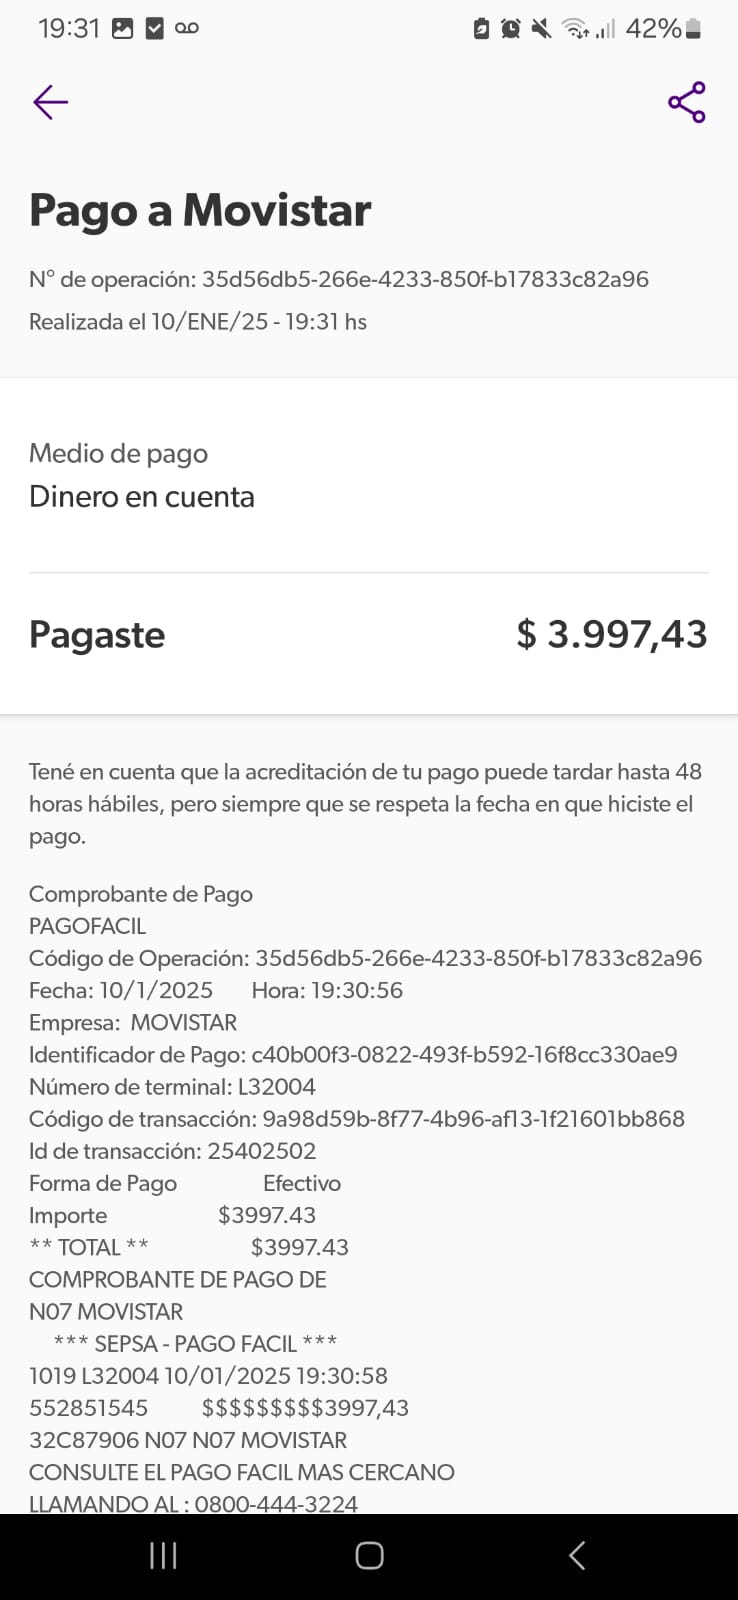 19:31
42%
Pago a Movistar
N° de operación: 35d56db5-266e-4233-850f-b17833c82a96
Realizada el 10/ENE/25 - 19:31 hs
Medio de pago
Dinero en cuenta
Pagaste $ 3.997,43
Tené en cuenta que la acreditación de tu pago puede tardar hasta 48
horas hábiles, pero siempre que se respeta la fecha en que hiciste el
pago.
Comprobante de Pago
PAGOFACIL
Código de Operación: 35d56db5-266e-4233-850f-b17833c82a96
Fecha: 10/1/2025 Hora: 19:30:56
Empresa: MOVISTAR
Identificador de Pago: c40b00f3-0822-493f-b592-16f8cc330ae9
Número de terminal: L32004
Código de transacción: 9a98d59b-8f77-4b96-af13-1f21601bb868
Id de transacción: 25402502
Forma de Pago Efectivo
Importe $3997.43
** TOTAL ** $3997.43
COMPROBANTE DE PAGO DE
N07 MOVISTAR
*** SEPSA - PAGO FACIL ***
1019 L32004 10/01/2025 19:30:58
552851545 $$$$$$$$$3997,43
32C87906 N07 N07 MOVISTAR
CONSULTE EL PAGO FACIL MAS CERCANO
LLAMANDO AL : 0800-444-3224